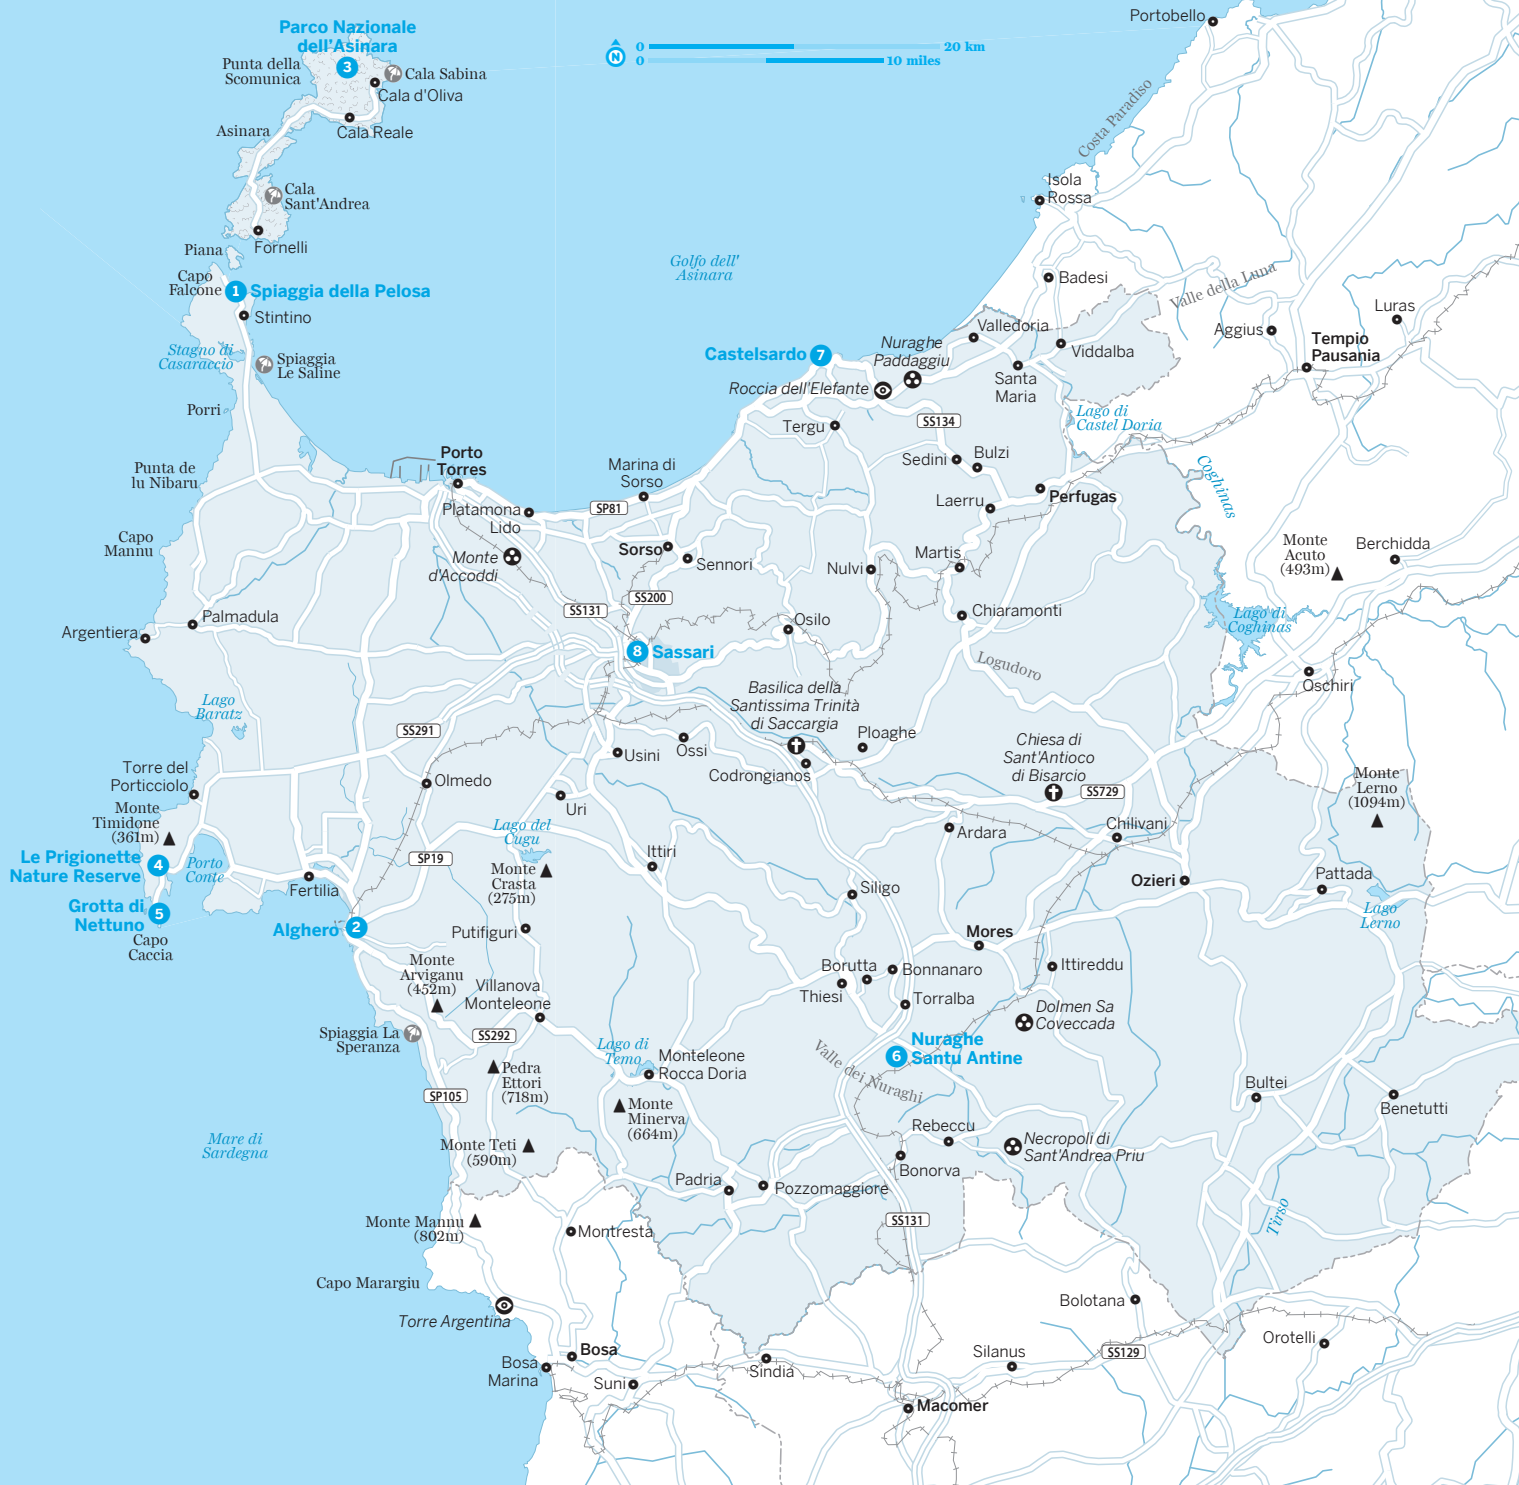 Parco Nazionale
dell'Asinara
3
Punta della
Scomunica
Cala Sabina
Cala d'Oliva
Asinara
Cala Reale
Cala
Sant'Andrea
Piana
Fornelli
Capo
Falcone
1 Spiaggia della Pelosa
Stintino
Stagno di
Casaraccio
Spiaggia
Le Saline
Porri
N
0 20 km
0 10 miles
Golfo dell'
Asinara
Portobello
Costa Paradiso
Isola
Rossa
Badesi
Valle della Luna
Luras
Aggius
Tempio
Pausania
Valledoria
Viddalba
Santa
Maria
Nuraghe
Paddaggiu
Castelsardo 7
Roccia dell'Elefante
SS134
Lago di
Castel Doria
Tergu
Sedini
Bulzi
Coghinas
Laerru
Perfugas
Porto
Torres
Marina di
Sorso
Punta de
lu Nibaru
Platamona
Lido
SP81
Capo
Mannu
Monte
d'Accoddi
Sorso
Sennori
Nulvi
Martis
Monte
Acuto
(493m)
Berchidda
SS131
SS200
Chiaramonti
Lago di
Coghinas
Palmadula
Argentiera
Osilo
8 Sassari
Logudoro
Oschiri
Lago
Baratz
Basilica della
Santissima Trinità
di Saccargia
SS291
Usini
Ossi
Ploaghe
Codrongianos
Chiesa di
Sant'Antioco
di Bisarcio
SS729
Torre del
Porticciolo
Olmedo
Uri
Monte
Lerno
(1094m)
Monte
Timidone
(361m)
Lago del
Cugu
Ardara
Chilivani
Le Prigionette
Nature Reserve
4
Porto
Conte
SP19
Monte
Crasta
(275m)
Ittiri
Fertilia
Siligo
Ozieri
Pattada
Lago
Lerno
Grotta di
Nettuno
5
Capo
Caccia
Alghero 2
Putifiguri
Mores
Monte
Arviganu
(452m)
Villanova
Monteleone
Borutta
Bonnanaro
Thiesi
Torralba
Ittireddu
Dolmen Sa
Coveccada
Spiaggia La
Speranza
SS292
Lago di
Temo
Monteleone
Rocca Doria
6
Nuraghe
Santu Antine
Valle dei Nuraghi
Pedra
Ettori
(718m)
SP105
Monte
Minerva
(664m)
Bultei
Benetutti
Mare di
Sardegna
Monte Teti
(590m)
Rebeccu
Necropoli di
Sant'Andrea Priu
Bonorva
Padria
Pozzomaggiore
Tirso
Monte Mannu
(802m)
Montresta
SS131
Capo Marargiu
Torre Argentina
Bolotana
Orotelli
Bosa
Bosa
Marina
Suni
Sindia
Silanus
SS129
Macomer